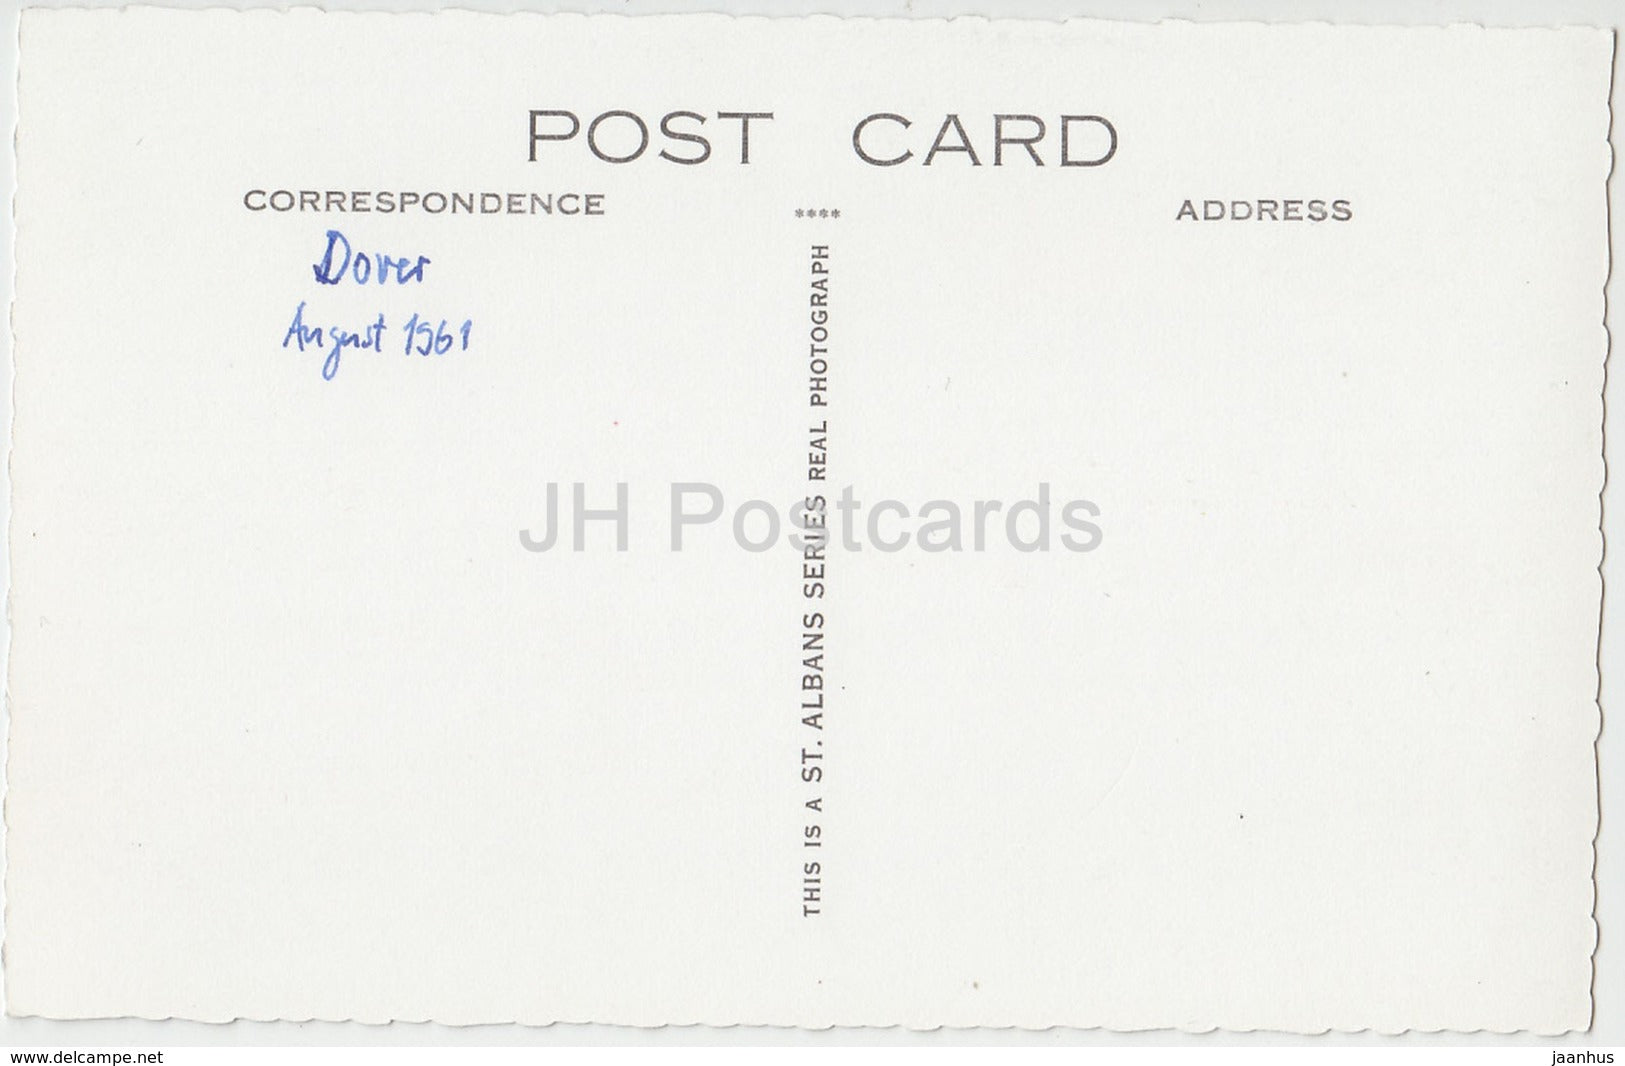 POST CARD
CORRESPONDENCE
****
ADDRESS
Dover
August 1961
THIS IS A ST. ALBANS SERIES REAL PHOTOGRAPH
JH Postcards
www.delcampe.net
jaanhus